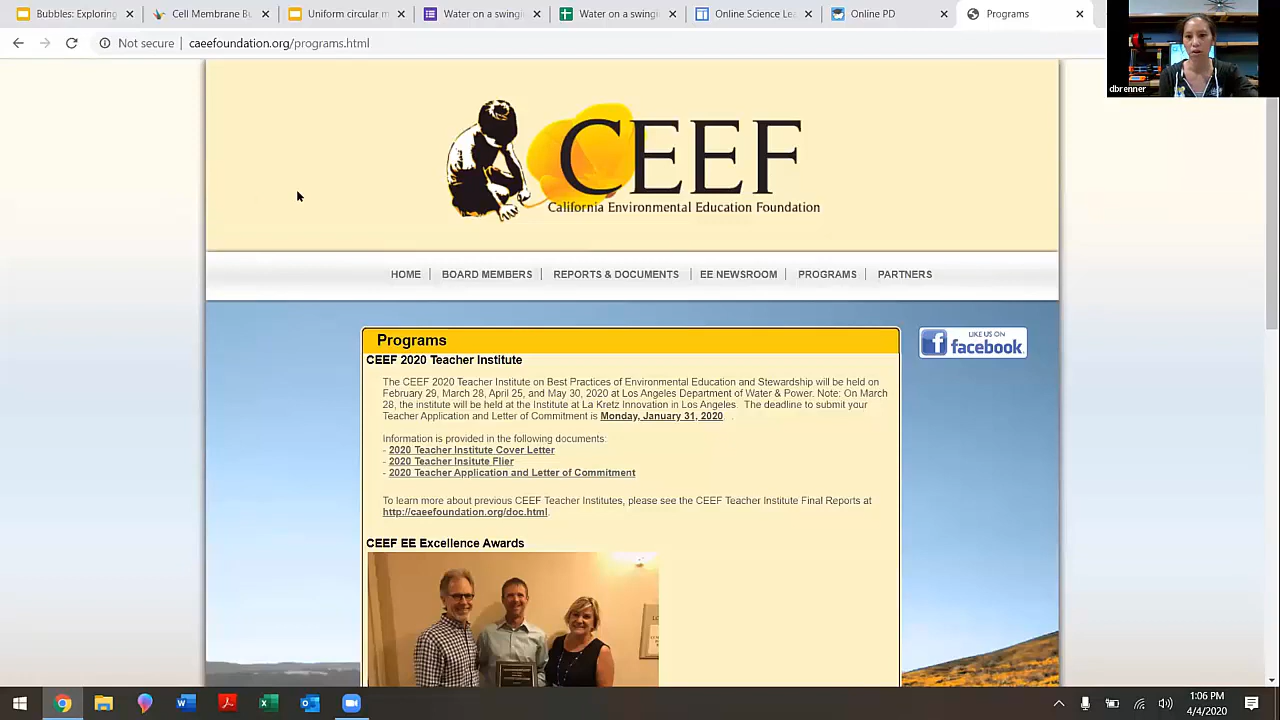 Bubbles: Exploring
Cell Membrane Bu
Uniform circular m
Water on a swing
Water on a swing
Online Science Le
Online PD
Programs
Not secure
caeefoundation.org/programs.html
dbrenner
CEEF
California Environmental Education Foundation
HOME
BOARD MEMBERS
REPORTS & DOCUMENTS
EE NEWSROOM
PROGRAMS
PARTNERS
Programs
LIKE US ON
facebook.
CEEF 2020 Teacher Institute
The CEEF 2020 Teacher Institute on Best Practices of Environmental Education and Stewardship will be held on
February 29, March 28, April 25, and May 30, 2020 at Los Angeles Department of Water & Power. Note: On March
28, the institute will be held at the Institute at La Kretz Innovation in Los Angeles. The deadline to submit your
Teacher Application and Letter of Commitment is Monday, January 31, 2020.
Information is provided in the following documents:
- 2020 Teacher Institute Cover Letter
- 2020 Teacher Insitute Flier
- 2020 Teacher Application and Letter of Commitment
To learn more about previous CEEF Teacher Institutes, please see the CEEF Teacher Institute Final Reports at
http://caeefoundation.org/doc.html.
CEEF EE Excellence Awards
1:06 PM
4/4/2020